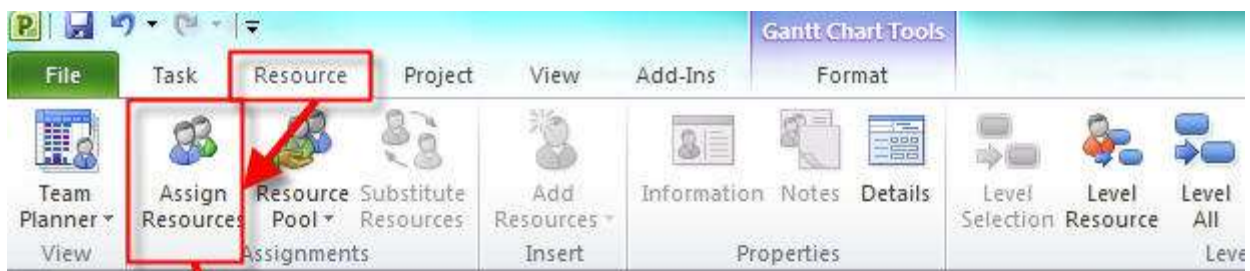 Gantt Chart Tools
File Task Resource Project View Add-Ins Format
Team Assign Resource Substitute Add Information Notes Details Level Level Level
Planner Resources Pool Resources Resources Selection Resource All
View Assignments Insert Properties